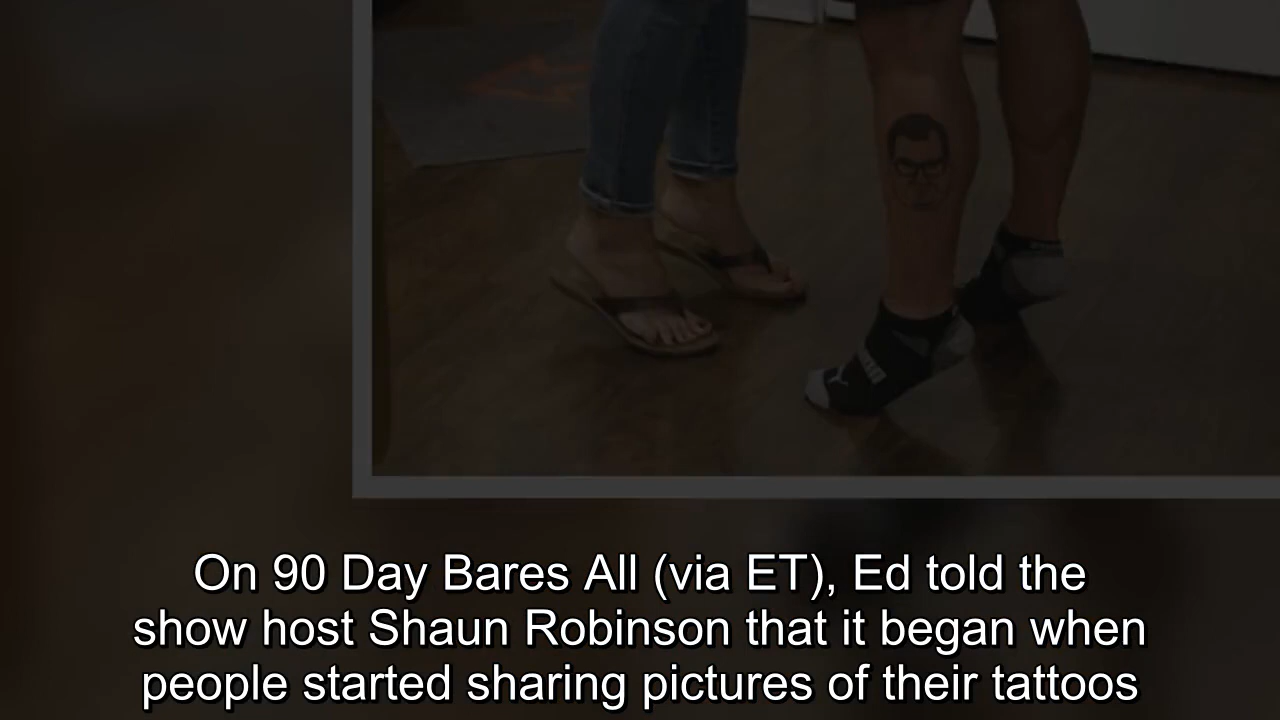 On 90 Day Bares All (via ET), Ed told the
show host Shaun Robinson that it began when
people started sharing pictures of their tattoos